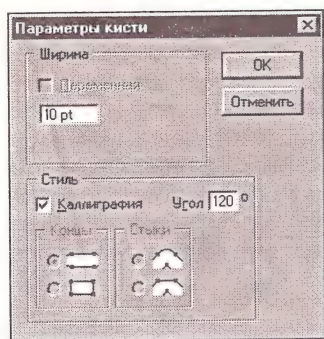 Параметры кисти
Ширина
OK
Переменная
Отменить
10 pt
Стиль
Каллиграфия
Угол 120 °
Концы
Стыки